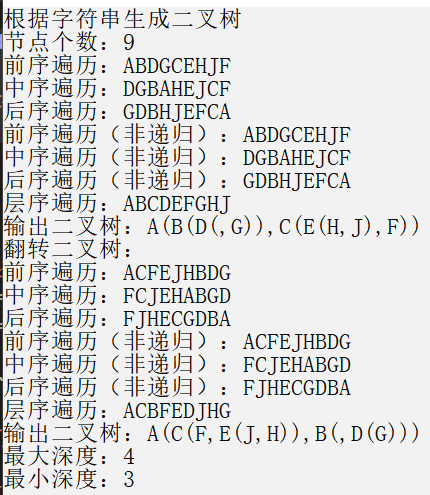 根据字符串生成二叉树
节点个数：9
前序遍历：ABDGCEHJF
中序遍历：DGBAHEJCF
后序遍历：GDBHJEFCA
前序遍历（非递归）：ABDGCEHJF
中序遍历（非递归）：DGBAHEJCF
后序遍历（非递归）：GDBHJEFCA
层序遍历：ABCDEFGHJ
输出二叉树：A(B(D(,G)),C(E(H,J),F))
翻转二叉树：
前序遍历：ACFEJHBDG
中序遍历：FCJEHABGD
后序遍历：FJHECGDBA
前序遍历（非递归）：ACFEJHBDG
中序遍历（非递归）：FCJEHABGD
后序遍历（非递归）：FJHECGDBA
层序遍历：ACBFEDJHG
输出二叉树：A(C(F,E(J,H)),B(,D(G)))
最大深度：4
最小深度：3